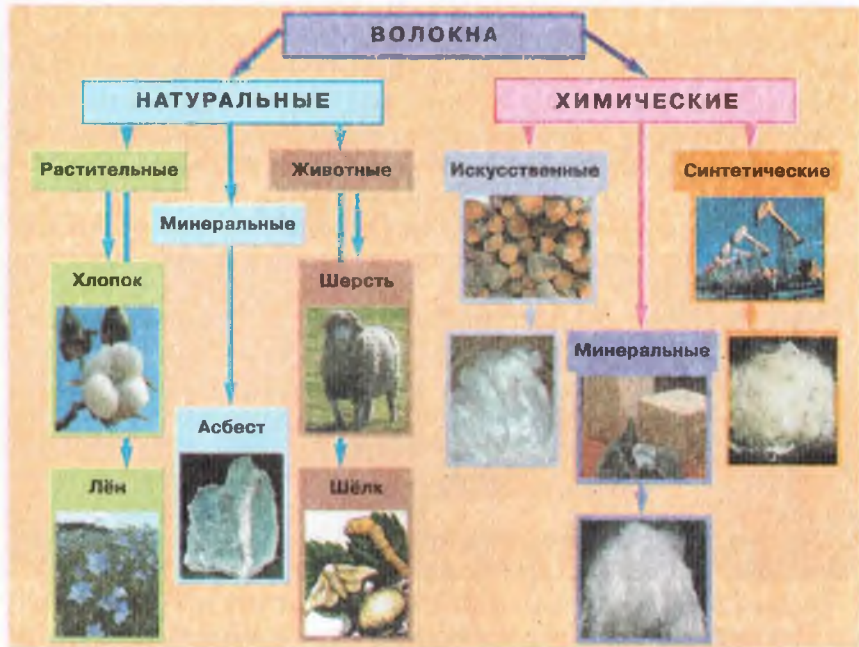 ВОЛОКНА
НАТУРАЛЬНЫЕ
ХИМИЧЕСКИЕ
Растительные
Животные
Искусственные
Синтетические
Минеральные
Хлопок
Шерсть
Минеральные
Асбест
Лён
Шёлк